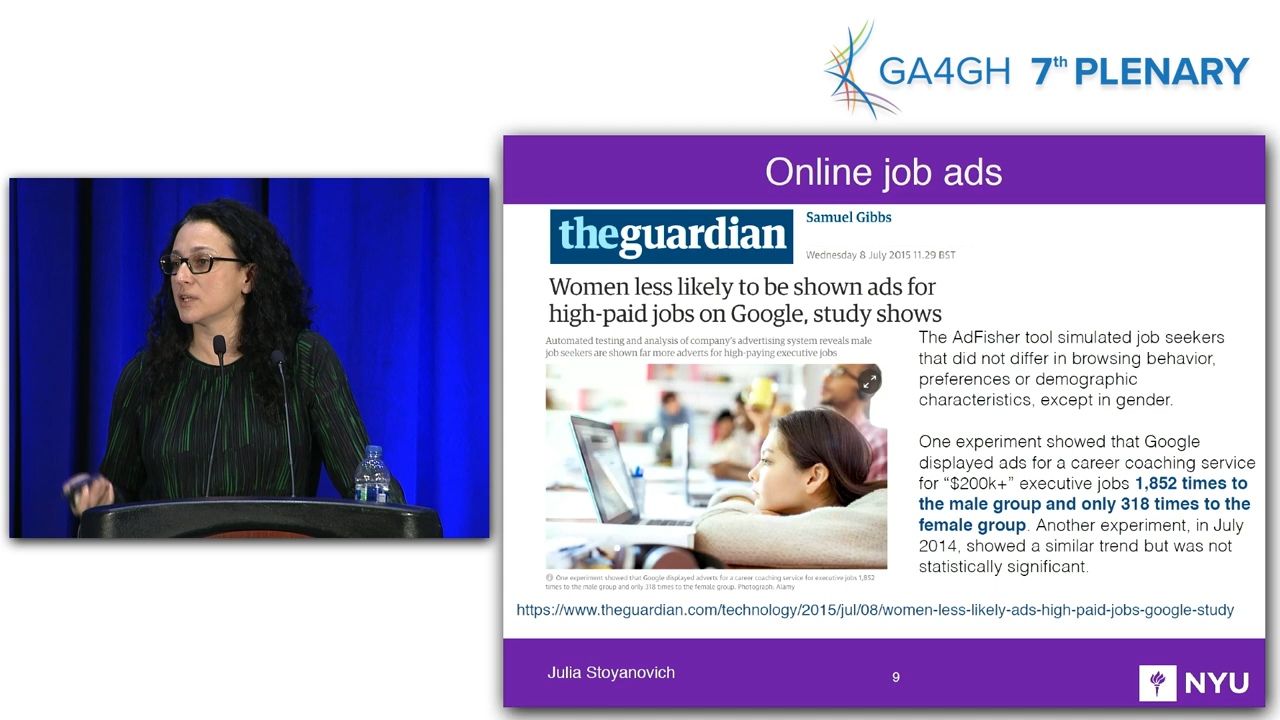 GA4GH 7th PLENARY
Online job ads
theguardian
Samuel Gibbs
Wednesday 8 July 2015 11.29 BST
Women less likely to be shown ads for
high-paid jobs on Google, study shows
Automated testing and analysis of company's advertising system reveals male
job seekers are shown far more adverts for high-paying executive jobs
The AdFisher tool simulated job seekers
that did not differ in browsing behavior,
preferences or demographic
characteristics, except in gender.
One experiment showed that Google
displayed ads for a career coaching service
for “$200k+” executive jobs 1,852 times to
the male group and only 318 times to the
female group. Another experiment, in July
2014, showed a similar trend but was not
statistically significant.
One experiment showed that Google displayed adverts for a career coaching service for executive jobs 1,852
times to the male group and only 318 times to the female group. Photograph: Alamy
https://www.theguardian.com/technology/2015/jul/08/women-less-likely-ads-high-paid-jobs-google-study
Julia Stoyanovich
9
NYU